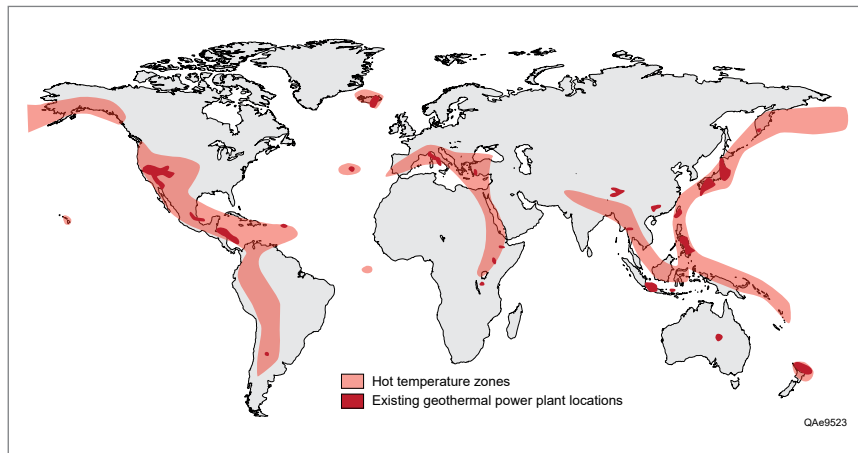 Hot temperature zones
Existing geothermal power plant locations
QAe9523